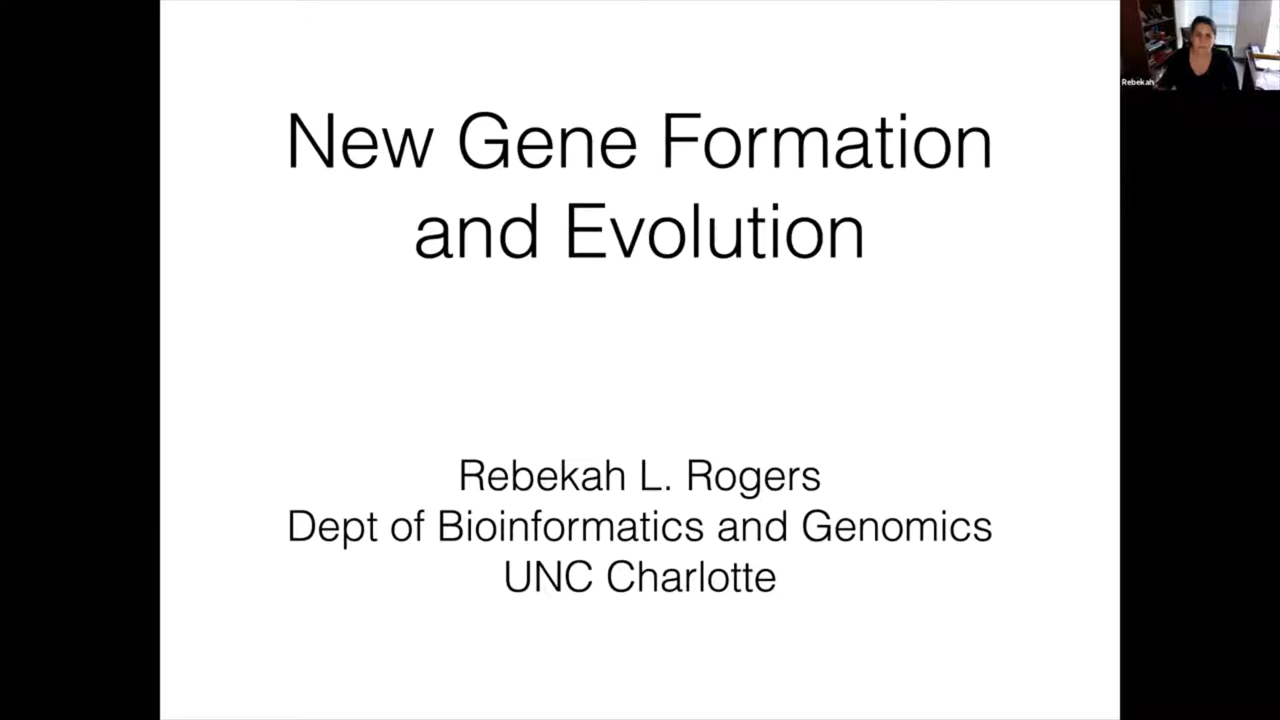 New Gene Formation
and Evolution
Rebekah L. Rogers
Dept of Bioinformatics and Genomics
UNC Charlotte
Rebekah